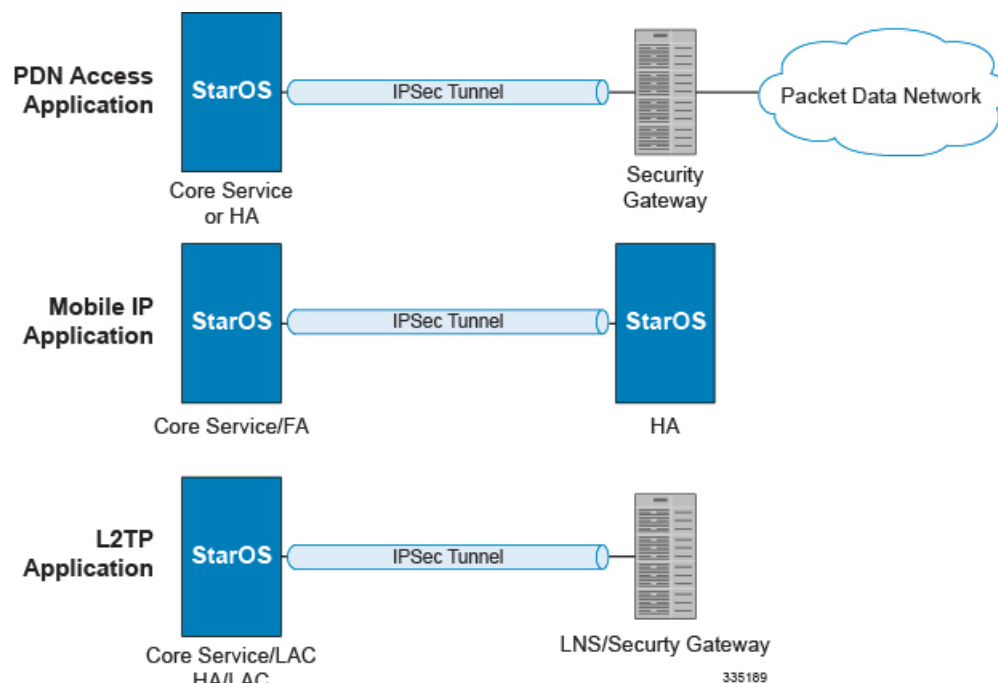 PDN Access
Application
StarOS
IPSec Tunnel
Packet Data Network
Core Service
or HA
Security
Gateway
Mobile IP
Application
StarOS
IPSec Tunnel
StarOS
Core Service/FA
HA
L2TP
Application
StarOS
IPSec Tunnel
Core Service/LAC
HA/LAC
LNS/Securty Gateway
335189